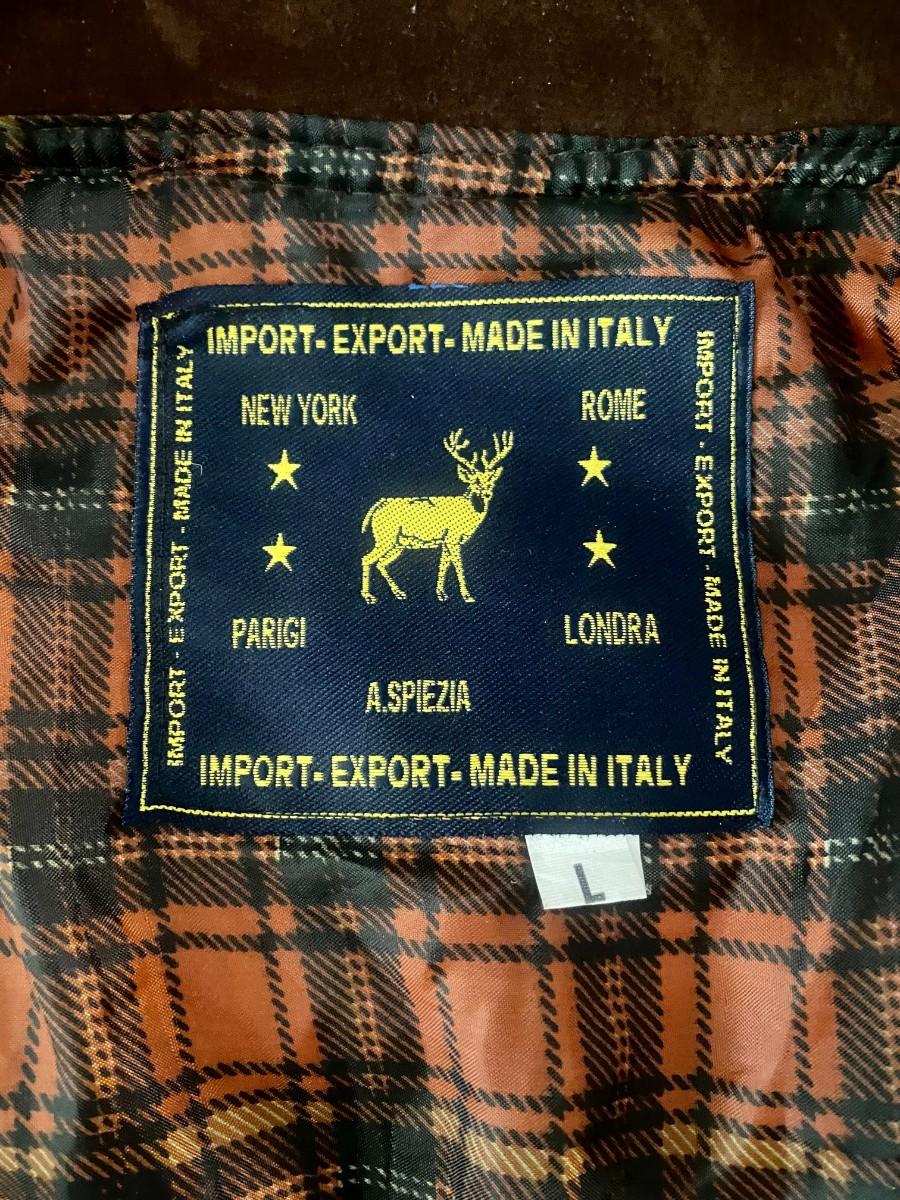 IMPORT- EXPORT- MADE IN ITALY
IMPORT - EXPORT - MADE IN ITALY
NEW YORK
ROME
IMPORT - EXPORT - MADE IN ITALY
PARIGI
LONDRA
A.SPIEZIA
IMPORT- EXPORT- MADE IN ITALY
L